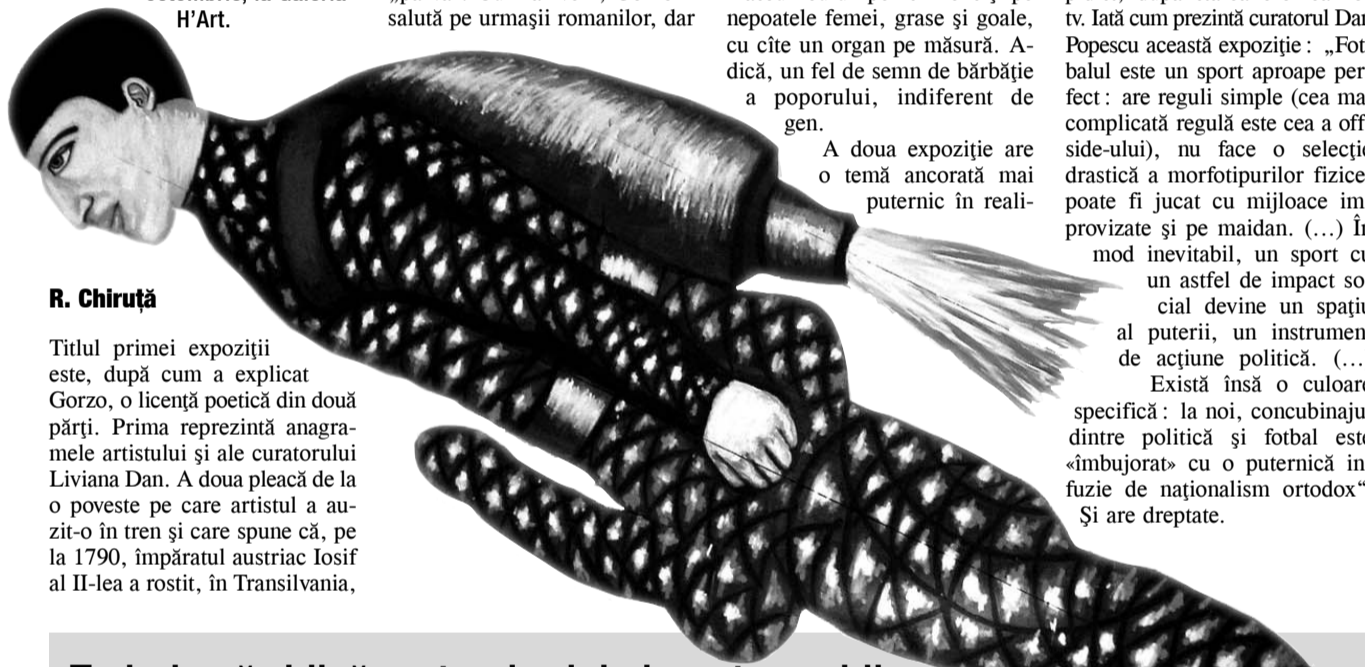 H’Art.
R. Chiruţă
Titlul primei expoziţii
este, după cum a explicat
Gorzo, o licenţă poetică din două
părţi. Prima reprezintă anagra-
mele artistului şi ale curatorului
Liviana Dan. A doua pleacă de la
o poveste pe care artistul a au-
zit-o în tren şi care spune că, pe
la 1790, împăratul austriac Iosif
al II-lea a rostit, în Transilvania,
salută pe urmaşii romanilor, dar
nepoatele femei, grase şi goale,
cu cîte un organ pe măsură. A-
dică, un fel de semn de bărbăţie
a poporului, indiferent de
gen.
A doua expoziţie are
o temă ancorată mai
puternic în reali-
tv. Iată cum prezintă curatorul Dan
Popescu această expoziţie : „Fot
balul este un sport aproape per
fect : are reguli simple (cea ma
complicată regulă este cea a off
side-ului), nu face o selecţie
drastică a morfotipurilor fizice
poate fi jucat cu mijloace im
provizate şi pe maidan. (…) În
mod inevitabil, un sport cu
un astfel de impact so
cial devine un spaţiu
al puterii, un instrumen
de acţiune politică. (…
Există însă o culoare
specifică : la noi, concubinaju
dintre politică şi fotbal este
«îmbujorat» cu o puternică in
fuzie de naţionalism ortodox“
Şi are dreptate.